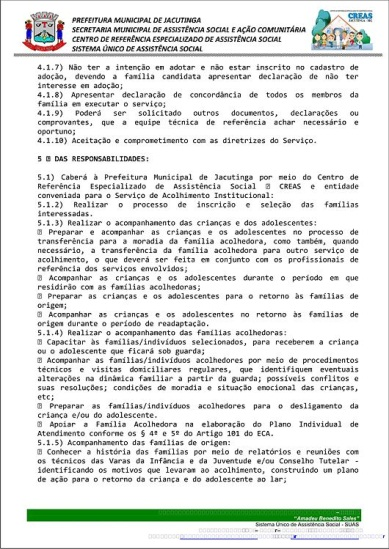 PREFEITURA MUNICIPAL DE JACUTINGA
SECRETARIA MUNICIPAL DE ASSISTÊNCIA SOCIAL E AÇÃO COMUNITÁRIA
CENTRO DE REFERÊNCIA ESPECIALIZADO DE ASSISTÊNCIA SOCIAL
SISTEMA ÚNICO DE ASSISTÊNCIA SOCIAL
CREAS
4.1.7) Não ter a intenção em adotar e não estar inscrito no cadastro de
adoção, devendo a família candidata apresentar declaração de não ter
interesse em adoção;
4.1.8) Apresentar declaração de concordância de todos os membros da
família em executar o serviço;
4.1.9) Poderá ser solicitado outros documentos, declarações ou
comprovantes, que a equipe técnica de referência achar necessário e
oportuno;
4.1.10) Aceitação e comprometimento com as diretrizes do Serviço.
5 DAS RESPONSABILIDADES:
5.1) Caberá à Prefeitura Municipal de Jacutinga por meio do Centro de
Referência Especializado de Assistência Social CREAS e entidade
conveniada para o Serviço de Acolhimento Institucional:
5.1.2) Realizar o processo de inscrição e seleção das famílias
interessadas.
5.1.3) Realizar o acompanhamento das crianças e dos adolescentes:
Preparar e acompanhar as crianças e os adolescentes no processo de
transferência para a moradia da família acolhedora, como também, quando
necessário, a transferência da família acolhedora para outro serviço de
acolhimento, o que deverá ser feita em conjunto com os profissionais de
referência dos serviços envolvidos;
Acompanhar as crianças e os adolescentes durante o período em que
residirão com as famílias acolhedoras;
Preparar as crianças e os adolescentes para o retorno às famílias de
origem;
Acompanhar as crianças e os adolescentes no retorno às famílias de
origem durante o período de readaptação.
5.1.4) Realizar o acompanhamento das famílias acolhedoras:
Capacitar às famílias/indivíduos selecionados, para receberem a criança
ou o adolescente que ficará sob guarda;
Acompanhar as famílias/indivíduos acolhedores por meio de procedimentos
técnicos e visitas domiciliares regulares, que identifiquem eventuais
alterações na dinâmica familiar a partir da guarda; possíveis conflitos e
suas resoluções; condições de moradia e situação emocional das crianças,
etc;
Preparar as famílias/indivíduos acolhedores para o desligamento da
criança e/ou do adolescente.
Apoiar a Família Acolhedora na elaboração do Plano Individual de
Atendimento conforme os § 4º e 5º do Artigo 101 do ECA.
5.1.5) Acompanhamento das famílias de origem:
Conhecer a história das famílias por meio de relatórios e reuniões com
os técnicos das Varas da Infância e da Juventude e/ou Conselho Tutelar -
identificando os motivos que levaram ao acolhimento, construindo um plano
de ação para o retorno da criança e do adolescente ao lar;
"Amadeu Benedito Sales"
Sistema Único de Assistência Social - SUAS